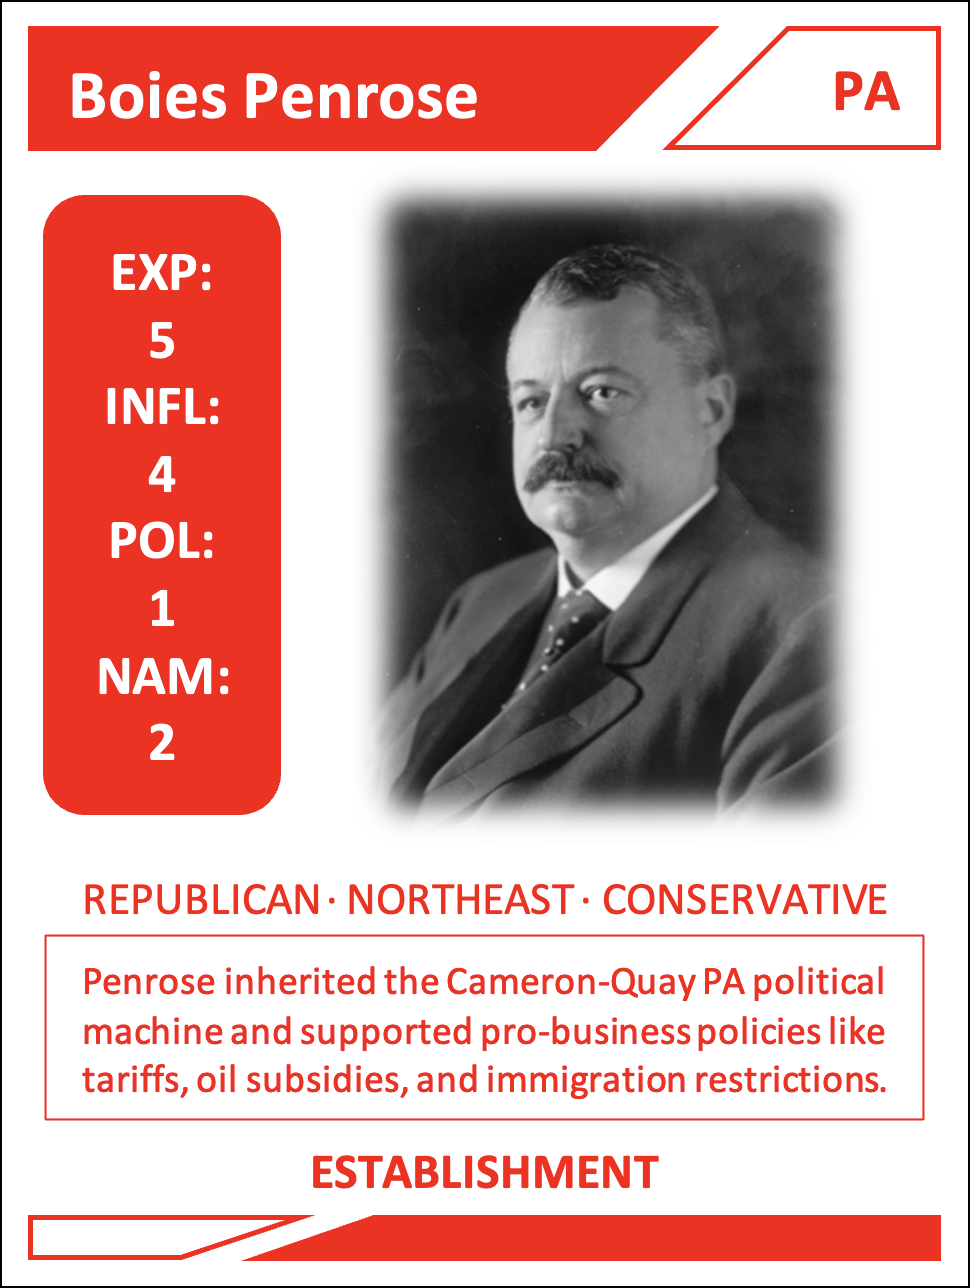 Boies Penrose
PA
EXP:
5
INFL:
4
POL:
1
NAM:
2
REPUBLICAN · NORTHEAST · CONSERVATIVE
Penrose inherited the Cameron-Quay PA political
machine and supported pro-business policies like
tariffs, oil subsidies, and immigration restrictions.
ESTABLISHMENT